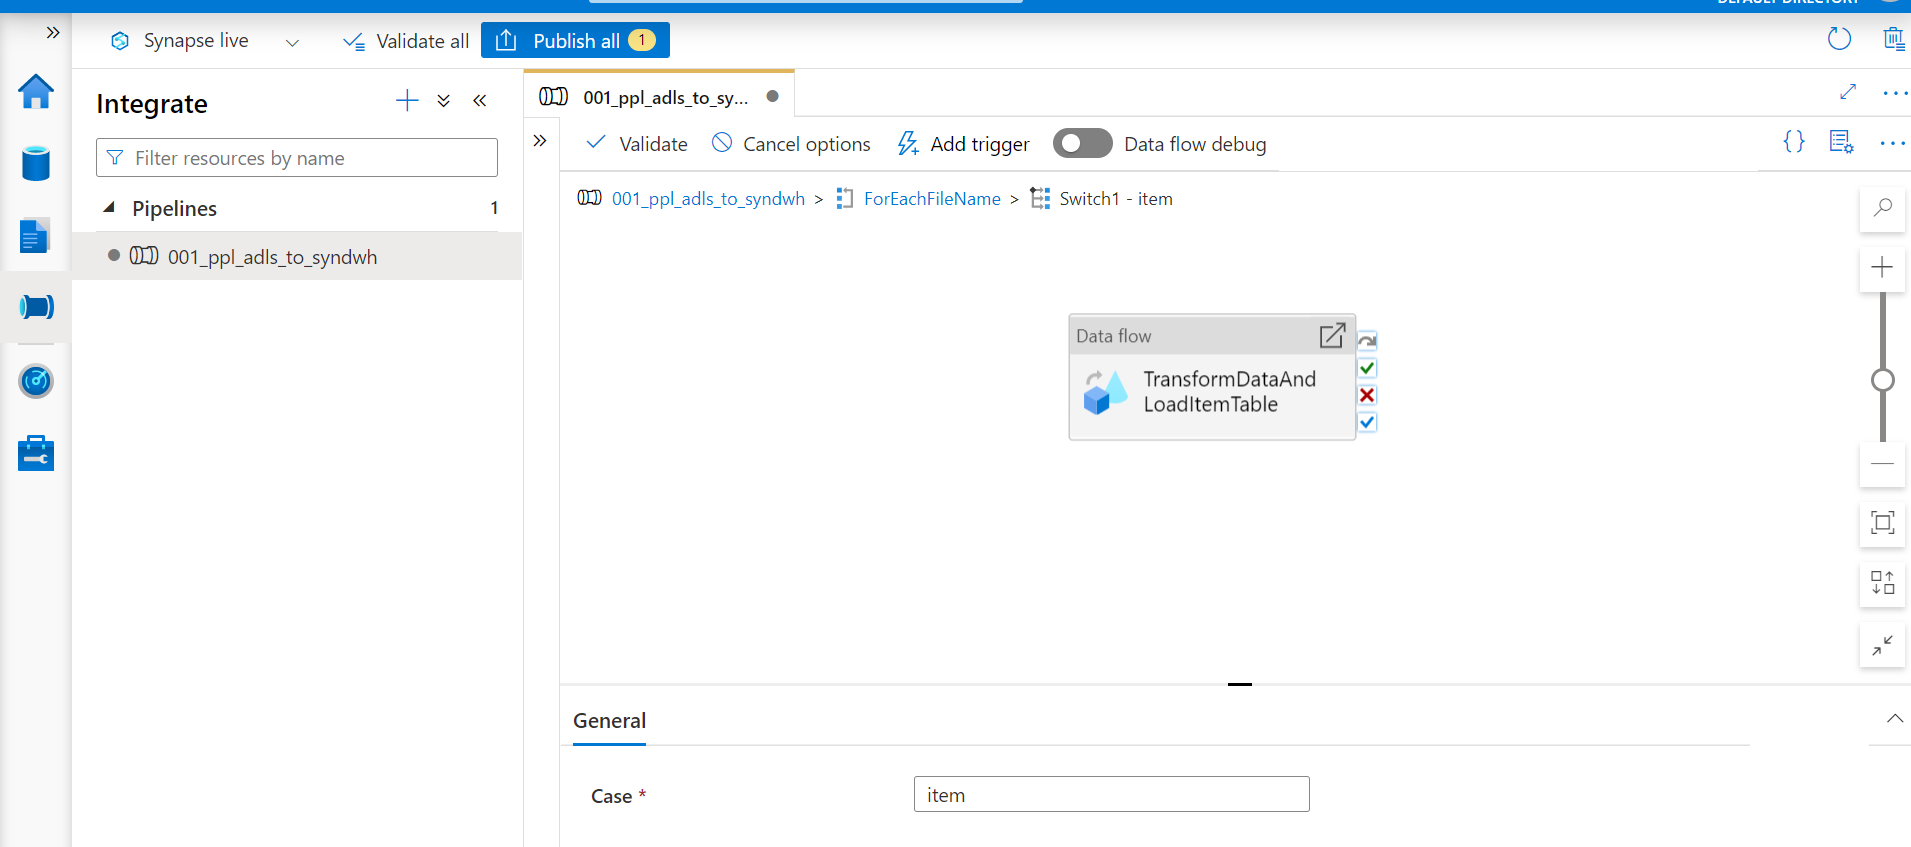 DEFAULT DIRECTORY
Synapse live
Validate all
Publish all 1
Integrate
001_ppl_adls_to_sy...
Filter resources by name
Validate
Cancel options
Add trigger
Data flow debug
Pipelines 1
001_ppl_adls_to_syndwh > ForEachFileName > Switch1 - item
001_ppl_adls_to_syndwh
Data flow
TransformDataAnd
LoadItemTable
General
Case *
item